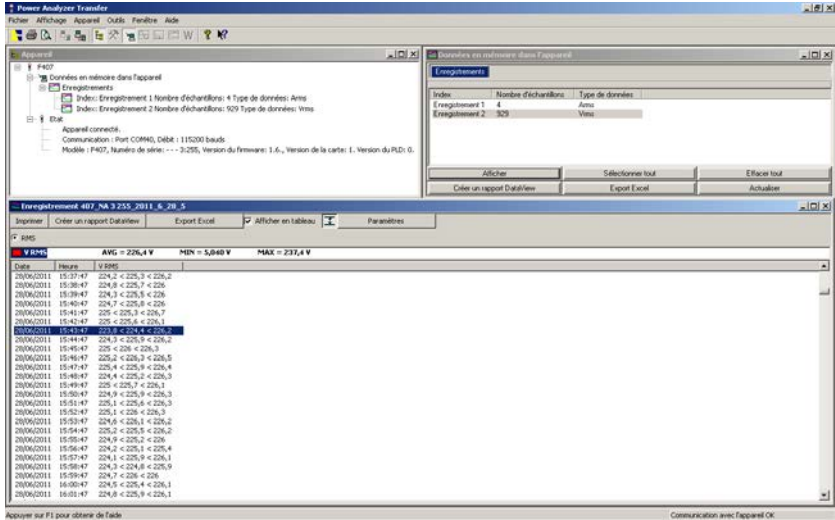 Power Analyzer Transfer
Fichier Affichage Appareil Outils Fenêtre Aide
Appareil
F407
Données en mémoire dans l'appareil
Enregistrements
Index: Enregistrement 1 Nombre d'échantillons: 4 Type de données: Arms
Index: Enregistrement 2 Nombre d'échantillons: 929 Type de données: Vrms
Etat
Appareil connecté.
Communication : Port COM40, Débit : 115200 bauds
Modèle : F407, Numéro de série: - - - 3:255, Version du firmware: 1.6., Version de la carte: 1. Version du PLD: 0.
Données en mémoire dans l'appareil
Enregistrements
Index Nombre d'échantillons Type de données
Enregistrement 1 4 Arms
Enregistrement 2 929 Vrms
Afficher Sélectionner tout Effacer tout
Créer un rapport DataView Export Excel Actualiser
Enregistrement 407_NA 3 255_2011_6_28_5
Imprimer Créer un rapport DataView Export Excel Afficher en tableau Paramètres
RMS
V RMS AVG = 226,4 V MIN = 5,040 V MAX = 237,4 V
Date Heure V RMS
28/06/2011 15:37:47 224,2 < 225,3 < 226,2
28/06/2011 15:38:47 224,8 < 225,7 < 226
28/06/2011 15:39:47 224,3 < 225,5 < 226
28/06/2011 15:40:47 224,7 < 225,8 < 226
28/06/2011 15:41:47 225 < 225,3 < 226,7
28/06/2011 15:42:47 225 < 225,6 < 226,1
28/06/2011 15:43:47 223,8 < 224,4 < 226,2
28/06/2011 15:44:47 224,3 < 225,9 < 226,2
28/06/2011 15:45:47 225 < 226 < 226,3
28/06/2011 15:46:47 225,2 < 226,3 < 226,5
28/06/2011 15:47:47 225,4 < 225,9 < 226,4
28/06/2011 15:48:47 224,4 < 225,2 < 226,3
28/06/2011 15:49:47 225 < 225,7 < 226,1
28/06/2011 15:50:47 224,9 < 225,9 < 226,3
28/06/2011 15:51:47 225,1 < 225,6 < 226,3
28/06/2011 15:52:47 225,1 < 226 < 226,3
28/06/2011 15:53:47 224,6 < 226,1 < 226,2
28/06/2011 15:54:47 225,2 < 225,5 < 226,2
28/06/2011 15:55:47 224,9 < 225,2 < 226
28/06/2011 15:56:47 224,2 < 225,1 < 225,4
28/06/2011 15:57:47 224,1 < 225,9 < 226,1
28/06/2011 15:58:47 224,3 < 224,8 < 225,9
28/06/2011 15:59:47 224,7 < 226 < 226
28/06/2011 16:00:47 224,5 < 225,4 < 226,1
28/06/2011 16:01:47 224,8 < 225,9 < 226,1
Appuyer sur F1 pour obtenir de l'aide Communication avec l'appareil OK